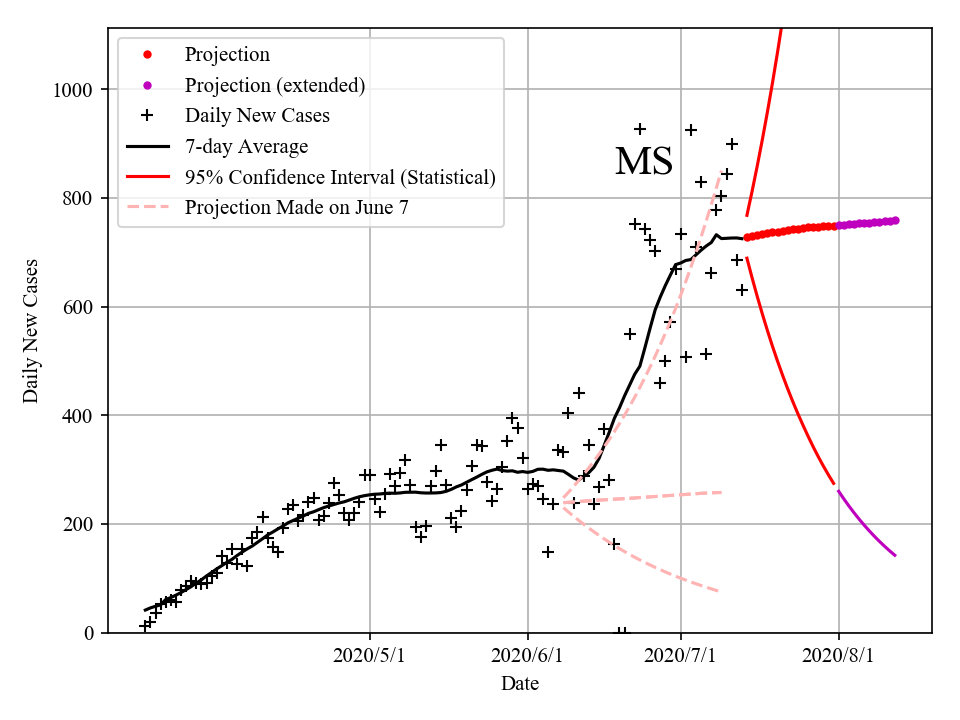 Projection
Projection (extended)
Daily New Cases
7-day Average
95% Confidence Interval (Statistical)
Projection Made on June 7
MS
1000
800
600
400
200
0
Daily New Cases
2020/5/1 2020/6/1 2020/7/1 2020/8/1
Date